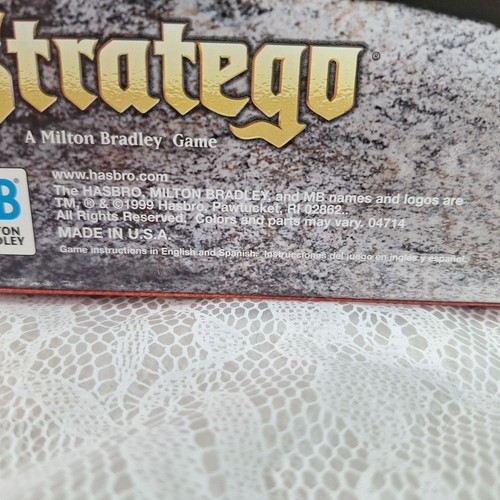 Stratego
A Milton Bradley Game
www.hasbro.com
The HASBRO, MILTON BRADLEY, and MB names and logos are
TM, ® & ©1999 Hasbro, Pawtucket, RI 02862.
All Rights Reserved. Colors and parts may vary. 04714
MADE IN U.S.A.
Game instructions in English and Spanish. Instrucciones del juego en inglés y español.
B®
TON
DLEY